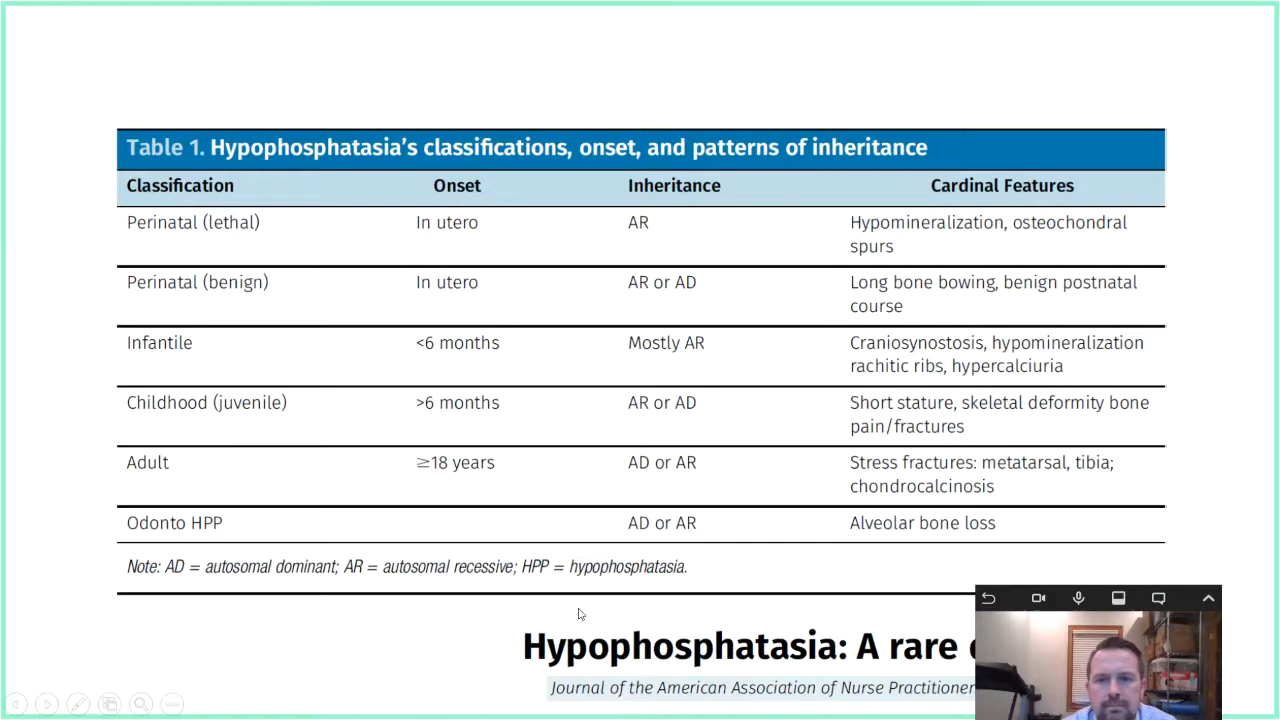 Table 1. Hypophosphatasia's classifications, onset, and patterns of inheritance
Classification Onset Inheritance Cardinal Features
Perinatal (lethal) In utero AR Hypomineralization, osteochondral
spurs
Perinatal (benign) In utero AR or AD Long bone bowing, benign postnatal
course
Infantile <6 months Mostly AR Craniosynostosis, hypomineralization
rachitic ribs, hypercalciuria
Childhood (juvenile) >6 months AR or AD Short stature, skeletal deformity bone
pain/fractures
Adult ≥18 years AD or AR Stress fractures: metatarsal, tibia;
chondrocalcinosis
Odonto HPP AD or AR Alveolar bone loss
Note: AD = autosomal dominant; AR = autosomal recessive; HPP = hypophosphatasia.
Hypophosphatasia: A rare
Journal of the American Association of Nurse Practitioner